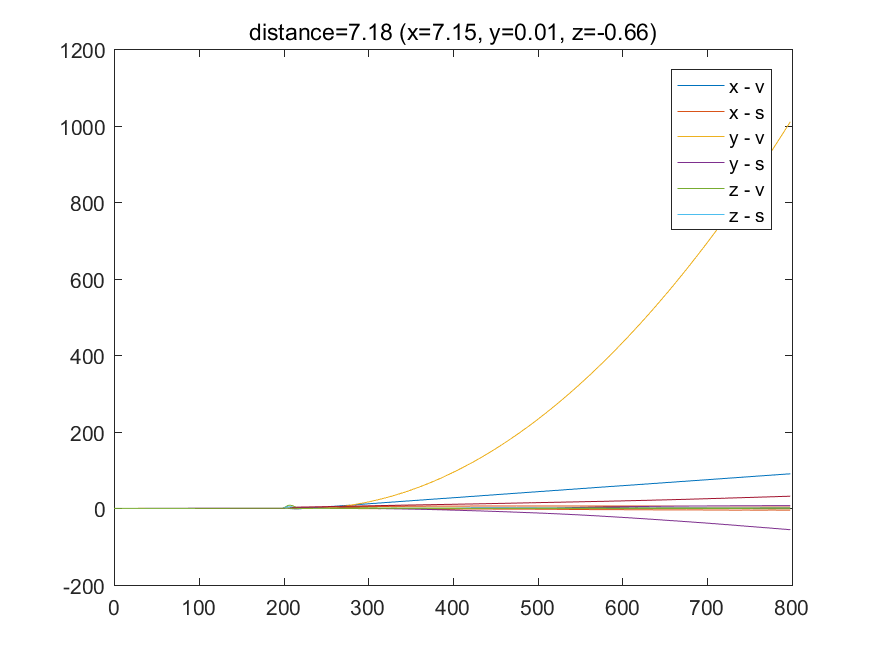 distance=7.18 (x=7.15, y=0.01, z=-0.66)
1200
1000
800
600
400
200
0
-200
x - v
x - s
y - v
y - s
z - v
z - s
0 100 200 300 400 500 600 700 800